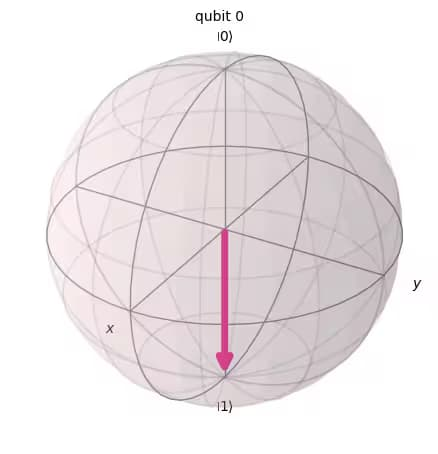 qubit 0
|0⟩
y
x
|1⟩